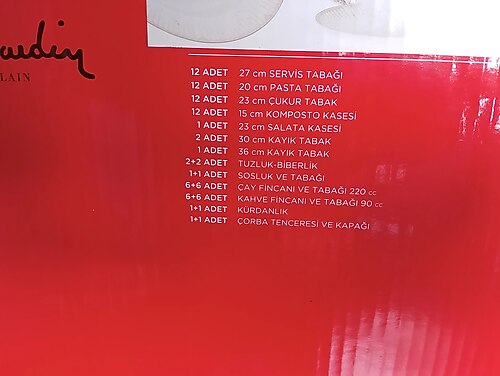 ardin
LAIN
12 ADET 27 cm SERVİS TABAĞI
12 ADET 20 cm PASTA TABAĞI
12 ADET 23 cm ÇUKUR TABAK
12 ADET 15 cm KOMPOSTO KASESİ
1 ADET 23 cm SALATA KASESİ
2 ADET 30 cm KAYIK TABAK
1 ADET 36 cm KAYIK TABAK
2+2 ADET TUZLUK-BİBERLİK
1+1 ADET SOSLUK VE TABAĞI
6+6 ADET ÇAY FİNCANI VE TABAĞI 220 cc
6+6 ADET KAHVE FİNCANI VE TABAĞI 90 cc
1+1 ADET KÜRDANLIK
1+1 ADET ÇORBA TENCERESİ VE KAPAĞI